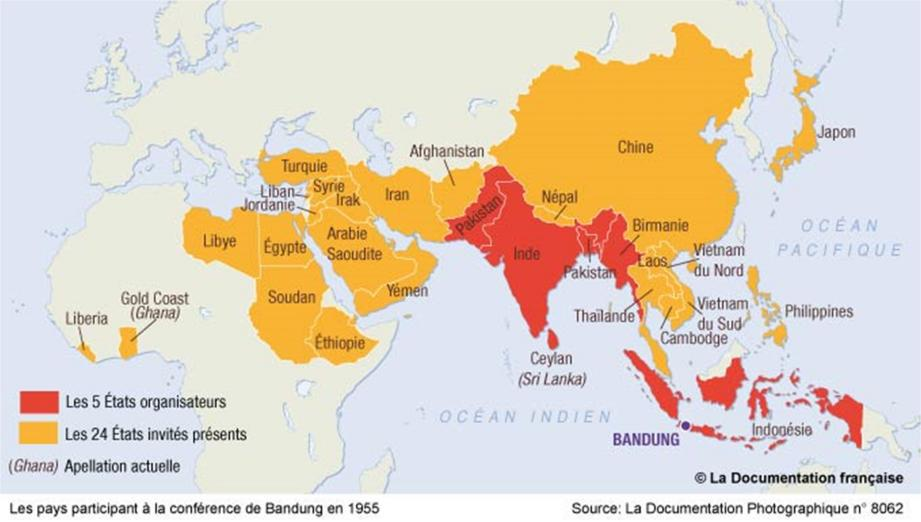 Japon
Chine
Afghanistan
Turquie
Liban
Syrie
Iran
Jordanie
Irak
Népal
Pakistan
Birmanie
OCÉAN
PACIFIQUE
Libye
Égypte
Arabie
Saoudite
Inde
Laos
Vietnam
du Nord
Pakistan
Soudan
Yémen
Gold Coast
(Ghana)
Liberia
Thaïlande
Vietnam
du Sud
Philippines
Cambodge
Éthiopie
Ceylan
(Sri Lanka)
OCÉAN INDIEN
BANDUNG
Indonésie
Les 5 États organisateurs
Les 24 États invités présents
(Ghana) Apellation actuelle
© La Documentation française
Les pays participant à la conférence de Bandung en 1955
Source: La Documentation Photographique n° 8062